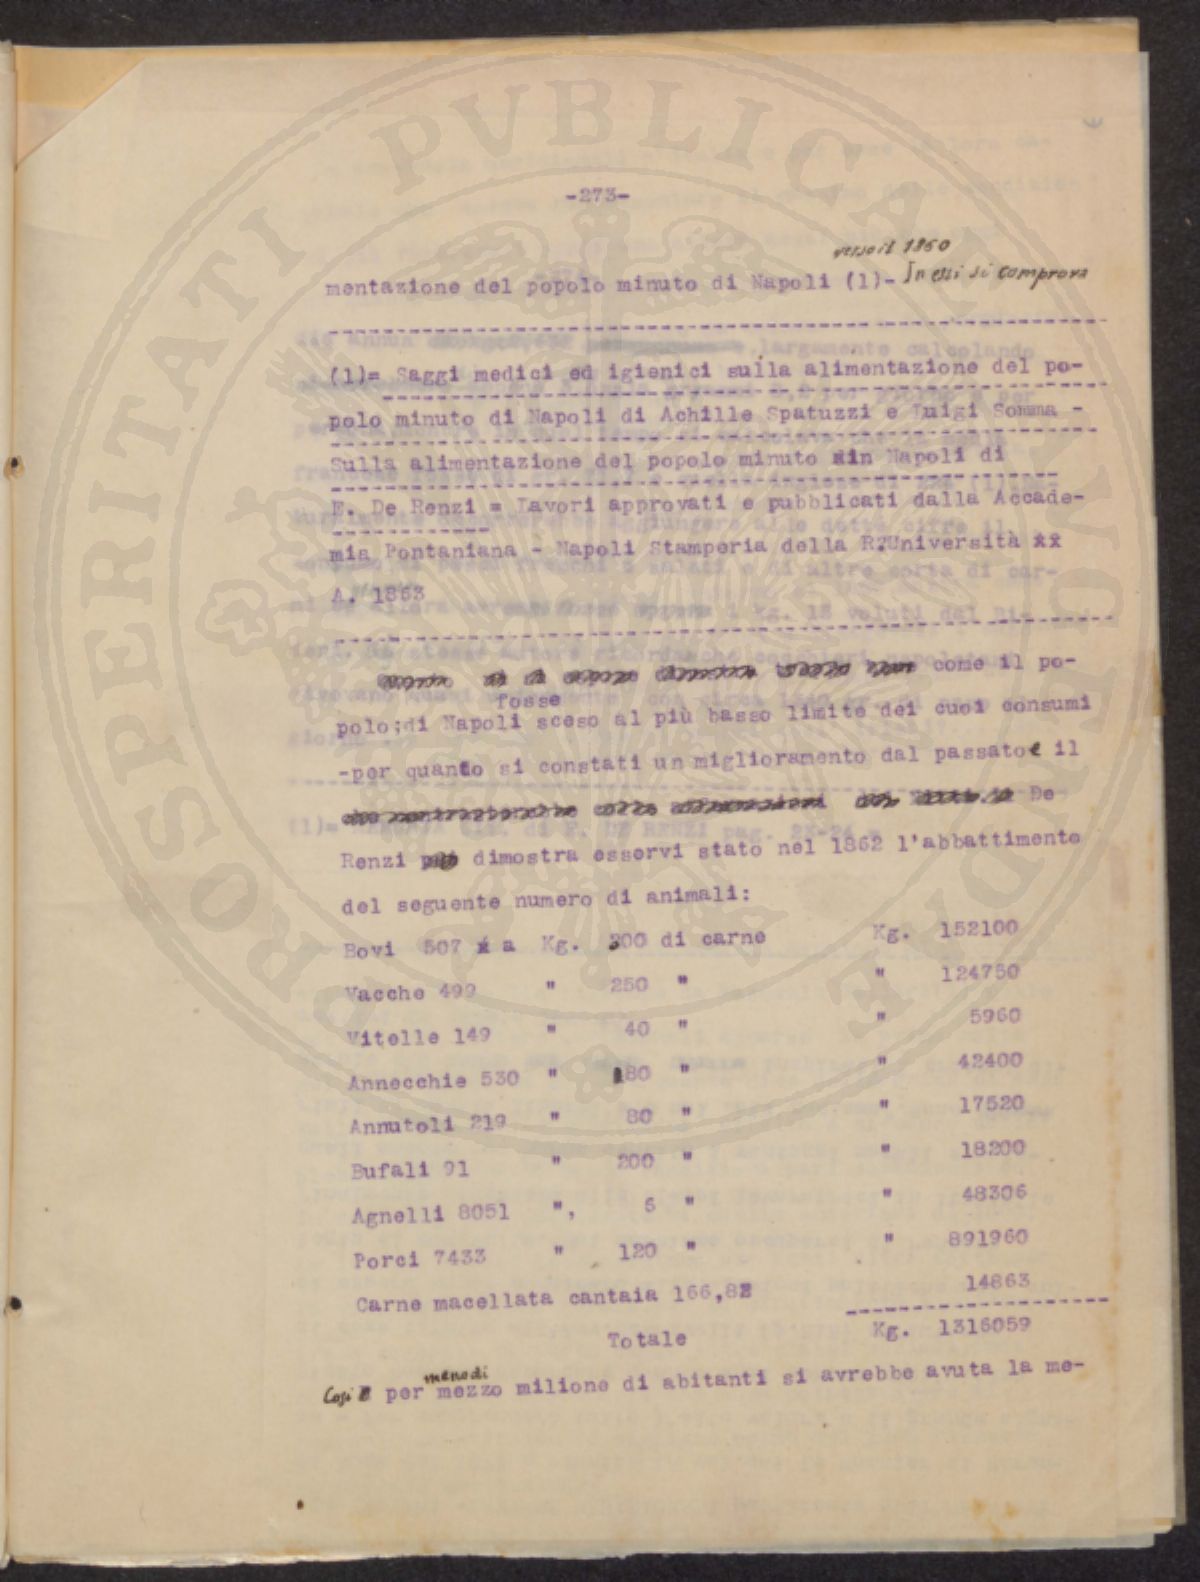 -273-
verso il 1860
mentazione del popolo minuto di Napoli (1)- In essi si comprova
(1)= Saggi medici ed igienici sulla alimentazione del po-
polo minuto di Napoli di Achille Spatuzzi e Luigi Somma -
Sulla alimentazione del popolo minuto in Napoli di
E. De Renzi = Lavori approvati e pubblicati dalla Accade-
mia Pontaniana - Napoli Stamperia della R. Università xx
A. 1863
come il po-
fosse
polo;di Napoli sceso al più basso limite dei cuoi consumi
-per quanto si constati un miglioramento dal passato e il
De
Renzi dimostra esservi stato nel 1862 l'abbattimento
del seguente numero di animali:
Bovi 507 x a Kg. 300 di carne Kg. 152100
Vacche 499 " 250 " " 124750
Vitelle 149 " 40 " " 5960
Annecchie 530 " 80 " " 42400
Annutoli 219 " 80 " " 17520
Bufali 91 " 200 " " 18200
Agnelli 8051 ", 6 " " 48306
Porci 7433 " 120 " " 891960
Carne macellata cantaia 166,82 14863
Totale Kg. 1316059
meno di
Così per mezzo milione di abitanti si avrebbe avuta la me-
PROSPERITATI PUBLICAE AUGENDAE